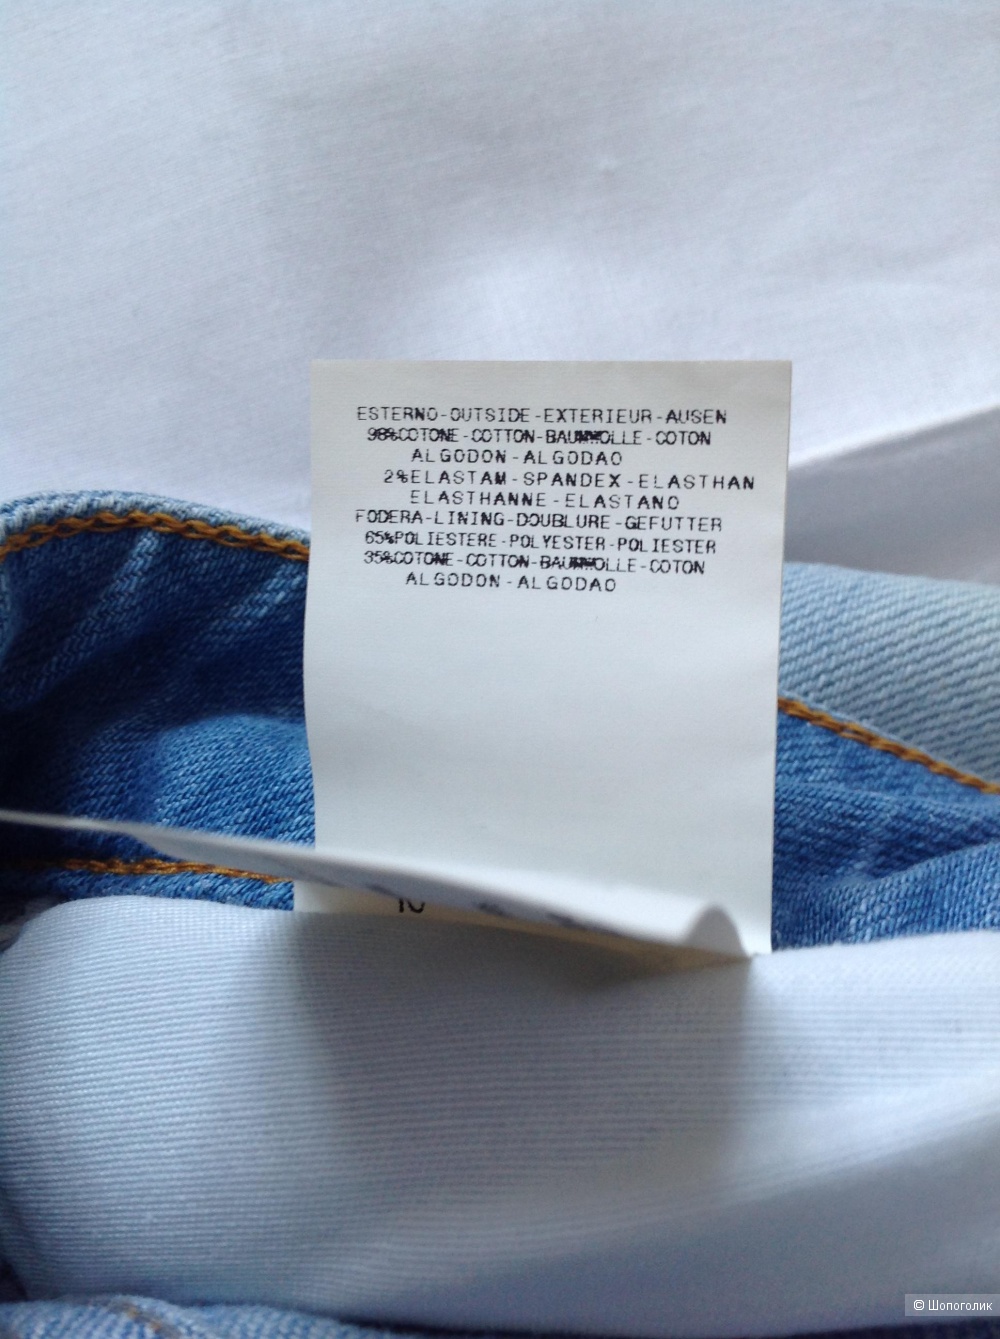 ESTERNO-OUTSIDE-EXTERIEUR-AUSEN
98%COTONE-COTTON-BAUMWOLLE-COTON
ALGODON-ALGODAO
2%ELASTAM-SPANDEX-ELASTHAN
ELASTHANNE-ELASTANO
FODERA-LINING-DOUBLURE-GEFUTTER
65%POLIESTERE-POLYESTER-POLIESTER
35%COTONE-COTTON-BAUMWOLLE-COTON
ALGODON-ALGODAO
© Шопоголик